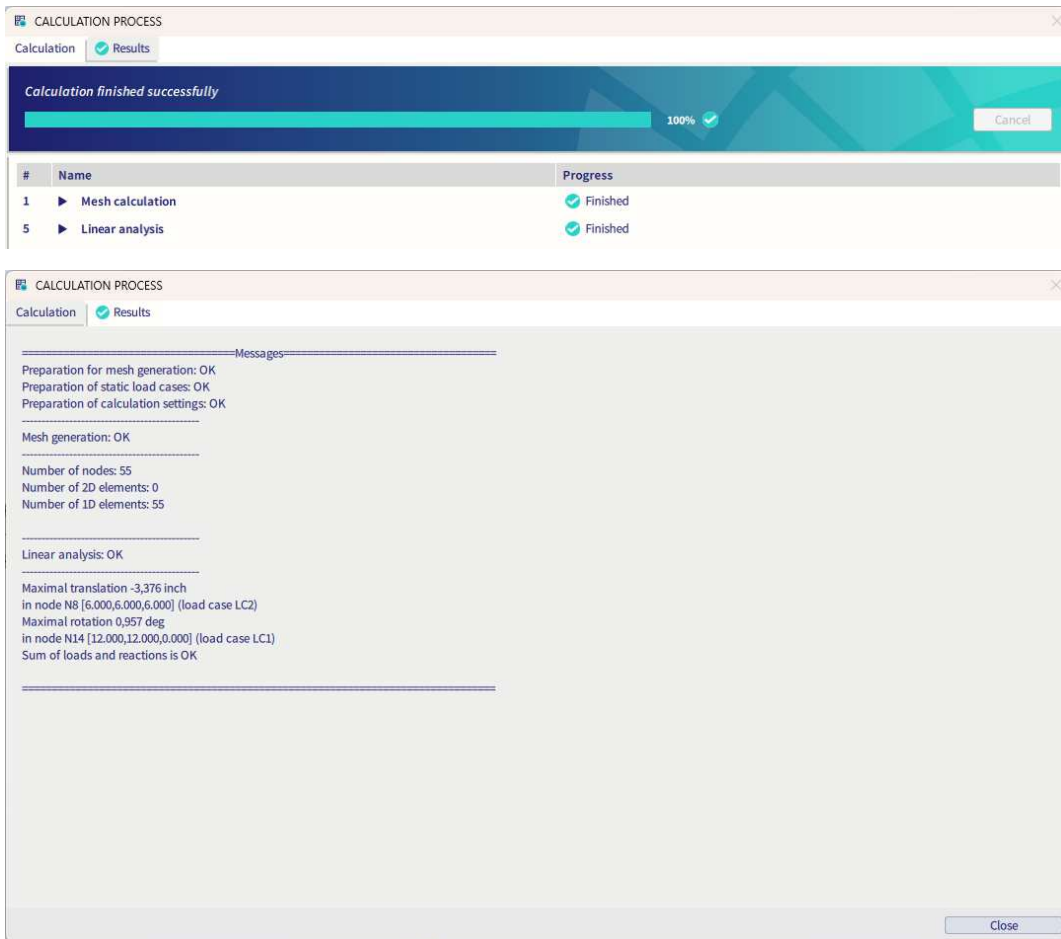 CALCULATION PROCESS
Calculation Results
Calculation finished successfully
100% Cancel
# Name Progress
1 Mesh calculation Finished
5 Linear analysis Finished
CALCULATION PROCESS
Calculation Results
====================================Messages====================================
Preparation for mesh generation: OK
Preparation of static load cases: OK
Preparation of calculation settings: OK
---------------------------------------------
Mesh generation: OK
---------------------------------------------
Number of nodes: 55
Number of 2D elements: 0
Number of 1D elements: 55
---------------------------------------------
Linear analysis: OK
---------------------------------------------
Maximal translation -3,376 inch
in node N8 [6.000,6.000,6.000] (load case LC2)
Maximal rotation 0,957 deg
in node N14 [12.000,12.000,0.000] (load case LC1)
Sum of loads and reactions is OK
================================================================================
Close